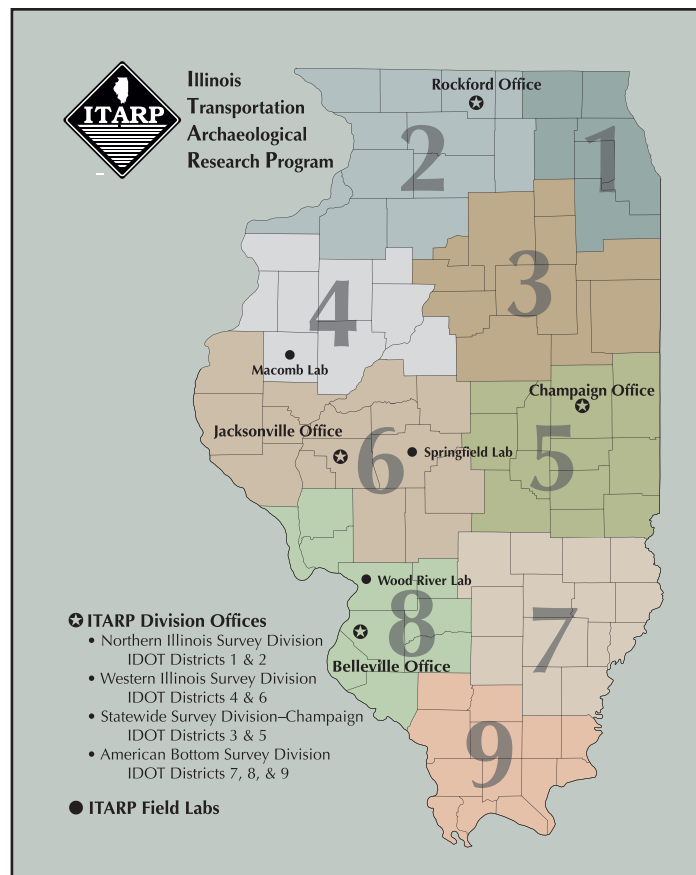 ITARP
Illinois
Transportation
Archaeological
Research Program
Rockford Office
2
1
3
4
Macomb Lab
Champaign Office
Jacksonville Office
Springfield Lab
5
6
Wood River Lab
8
7
Belleville Office
9
ITARP Division Offices
• Northern Illinois Survey Division
IDOT Districts 1 & 2
• Western Illinois Survey Division
IDOT Districts 4 & 6
• Statewide Survey Division–Champaign
IDOT Districts 3 & 5
• American Bottom Survey Division
IDOT Districts 7, 8, & 9
ITARP Field Labs